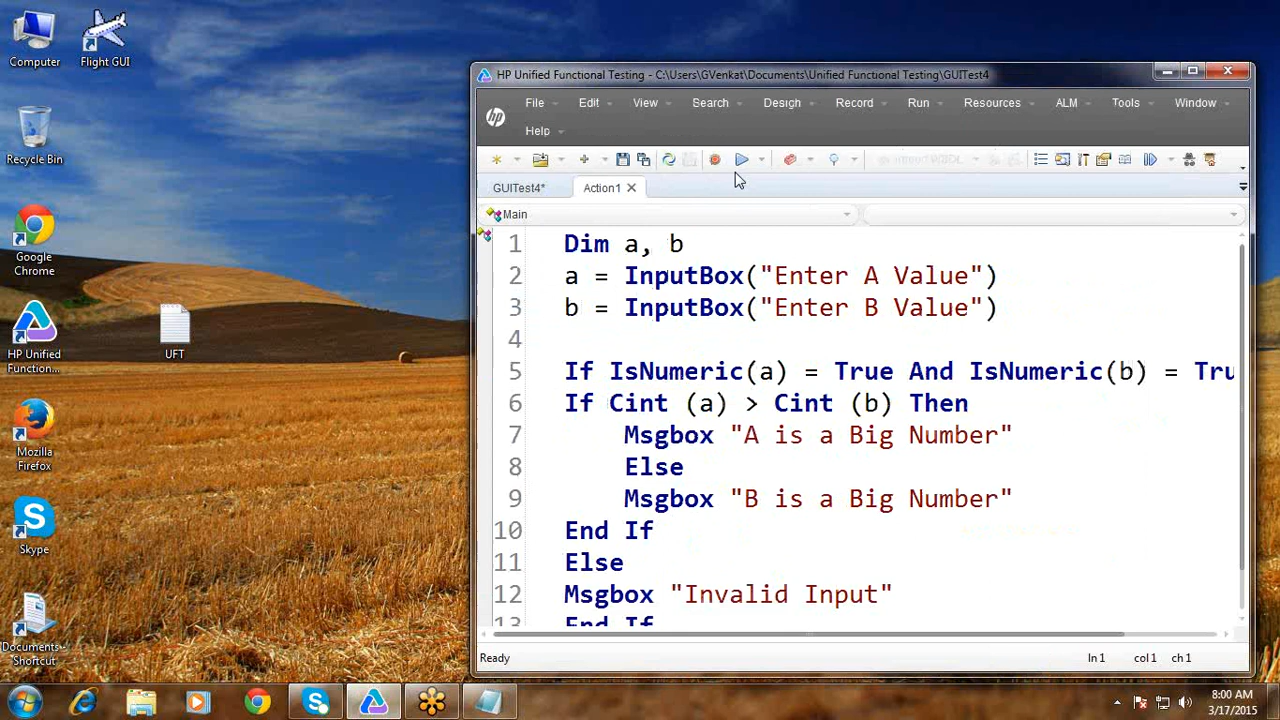 Computer
Flight GUI
Recycle Bin
Google
Chrome
HP Unified
Function...
UFT
Mozilla
Firefox
Skype
Documents -
Shortcut
HP Unified Functional Testing - C:\Users\GVenkat\Documents\Unified Functional Testing\GUITest4
hp
File Edit View Search Design Record Run Resources ALM Tools Window
Help
GUITest4* Action1
Main
1 Dim a, b
2 a = InputBox("Enter A Value")
3 b = InputBox("Enter B Value")
4
5 If IsNumeric(a) = True And IsNumeric(b) = Tru
6 If Cint (a) > Cint (b) Then
7 Msgbox "A is a Big Number"
8 Else
9 Msgbox "B is a Big Number"
10 End If
11 Else
12 Msgbox "Invalid Input"
13 End If
Ready ln 1 col 1 ch 1
8:00 AM
3/17/2015